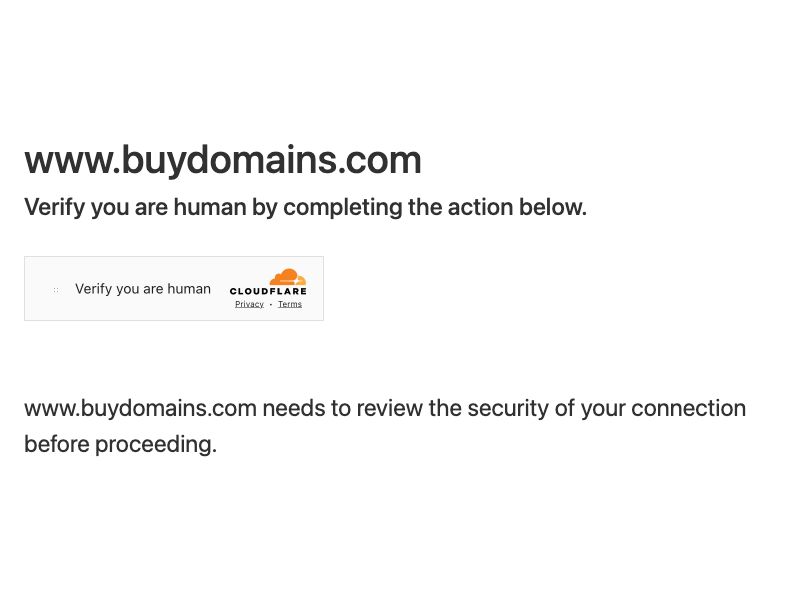 www.buydomains.com
Verify you are human by completing the action below.
Verify you are human
CLOUDFLARE
Privacy • Terms
www.buydomains.com needs to review the security of your connection
before proceeding.